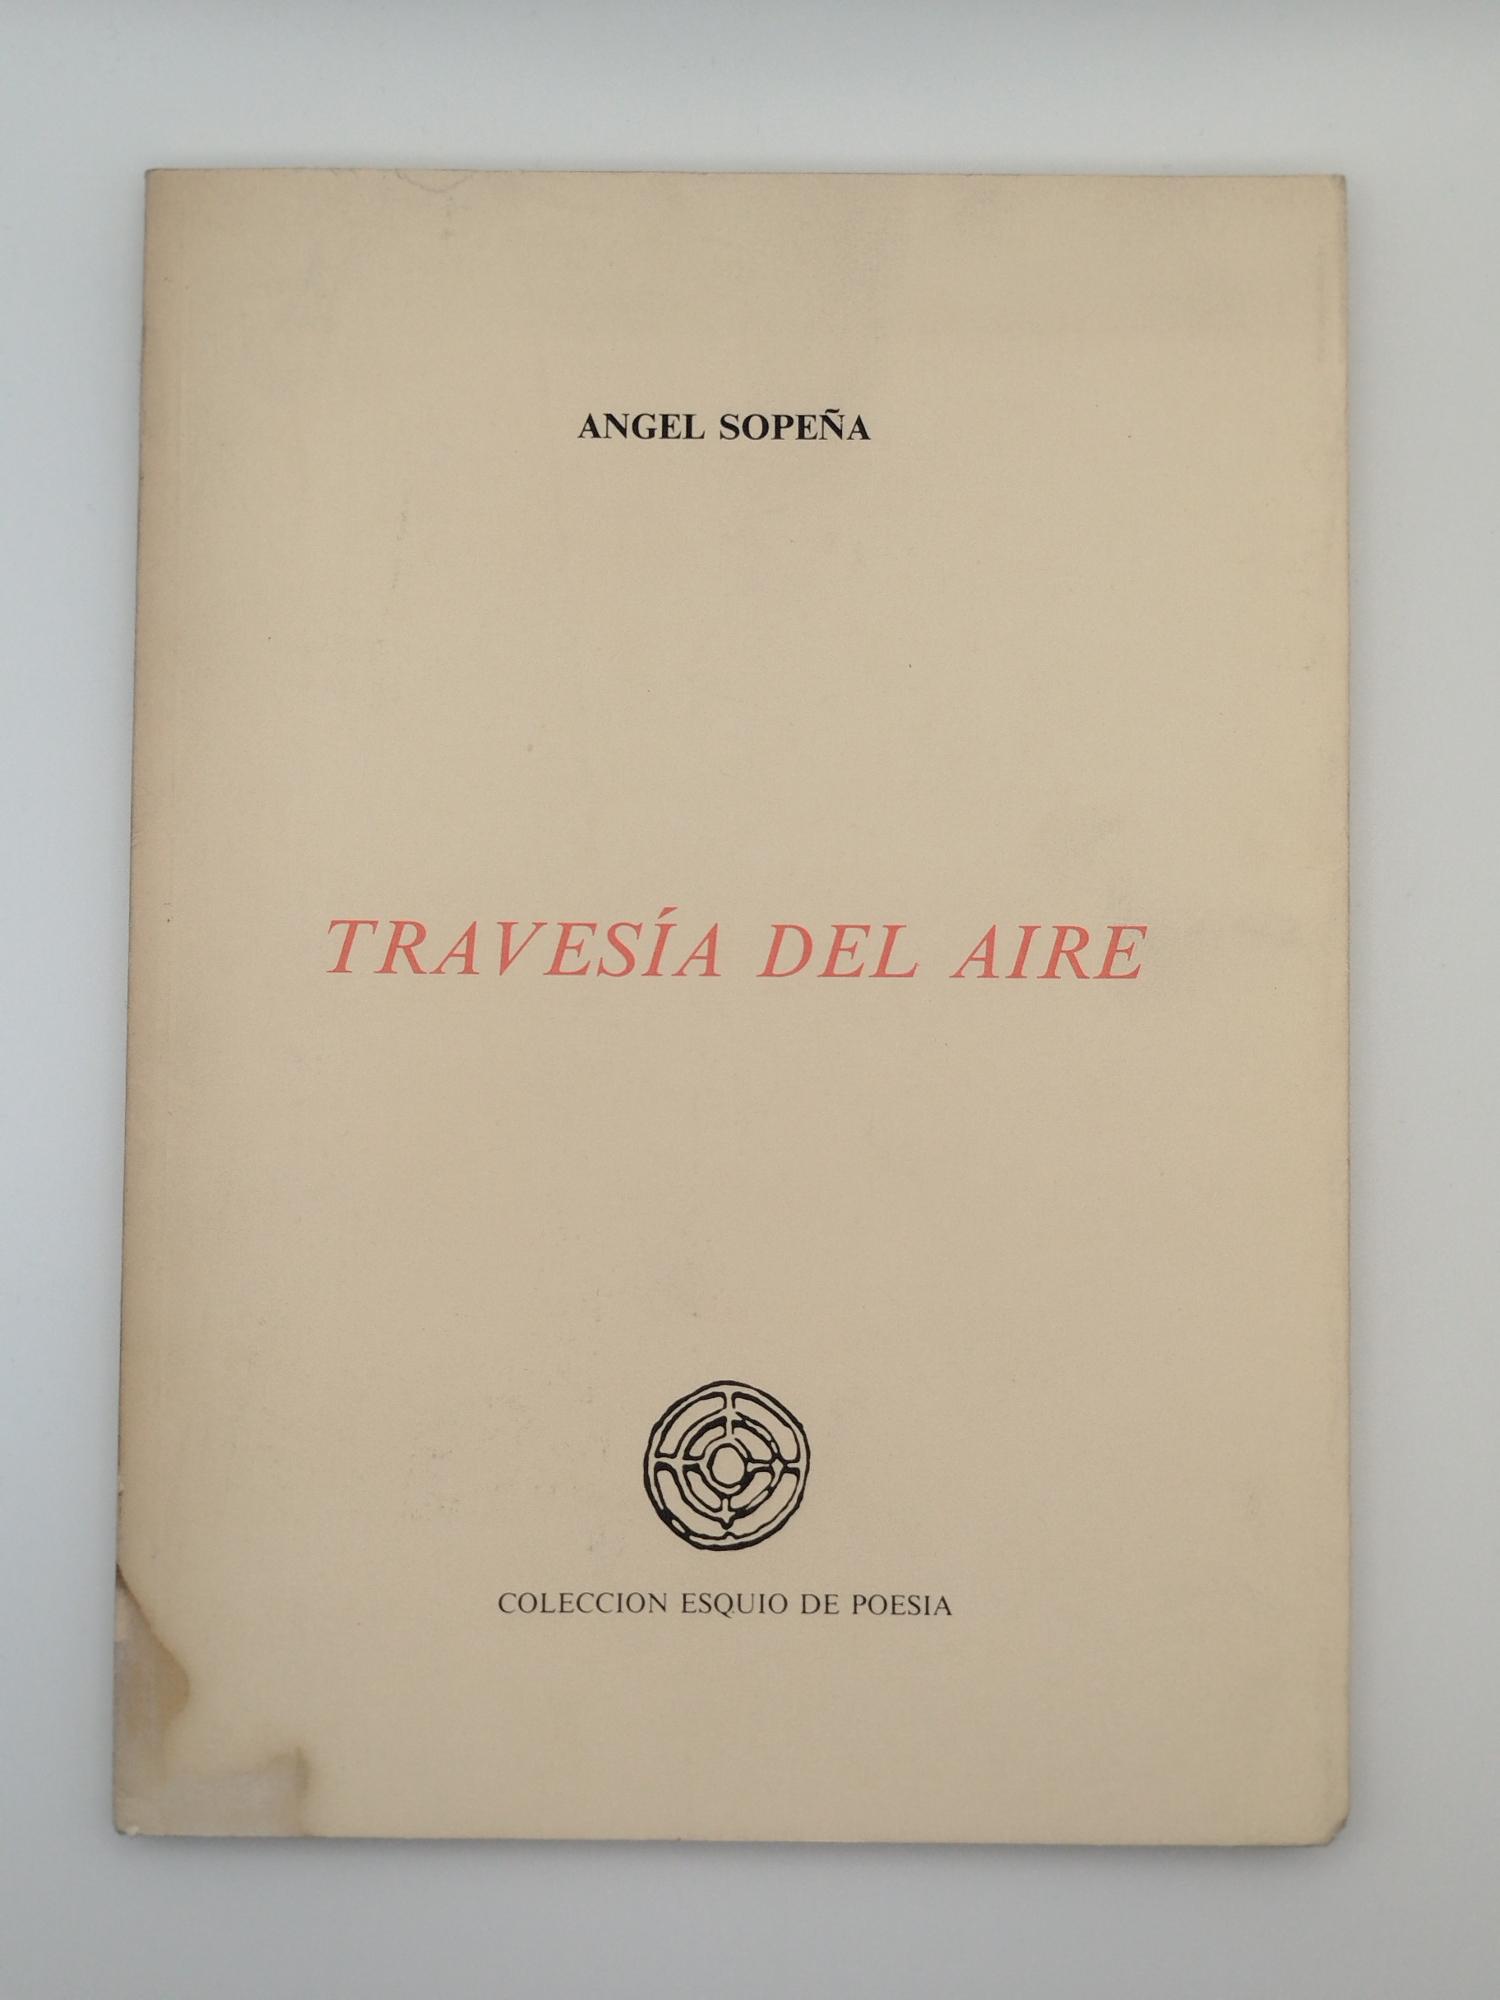 ANGEL SOPEÑA
TRAVESÍA DEL AIRE
COLECCION ESQUIO DE POESIA